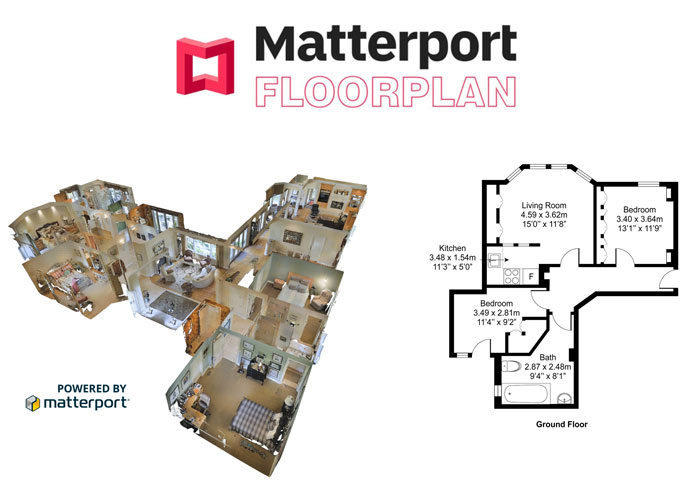 Matterport
FLOORPLAN
Living Room
4.59 x 3.62m
15'0" x 11'8"
Bedroom
3.40 x 3.64m
13'1" x 11'9"
Kitchen
3.48 x 1.54m
11'3" x 5'0"
F
Bedroom
3.49 x 2.81m
11'4" x 9'2"
Bath
2.87 x 2.48m
9'4" x 8'1"
Ground Floor
POWERED BY
matterport®